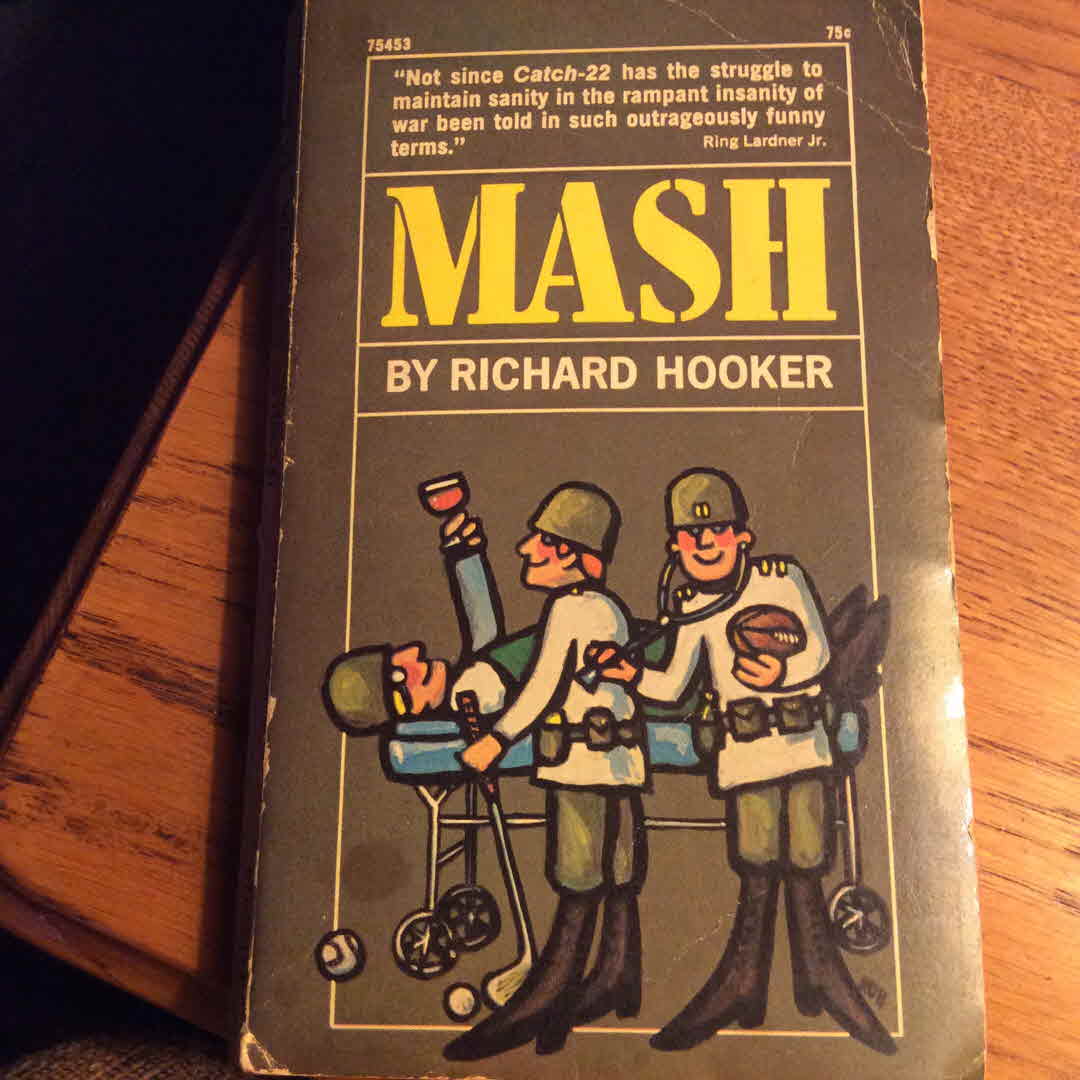 75453
75¢
“Not since Catch-22 has the struggle to
maintain sanity in the rampant insanity of
war been told in such outrageously funny
terms.”
Ring Lardner Jr.
MASH
BY RICHARD HOOKER